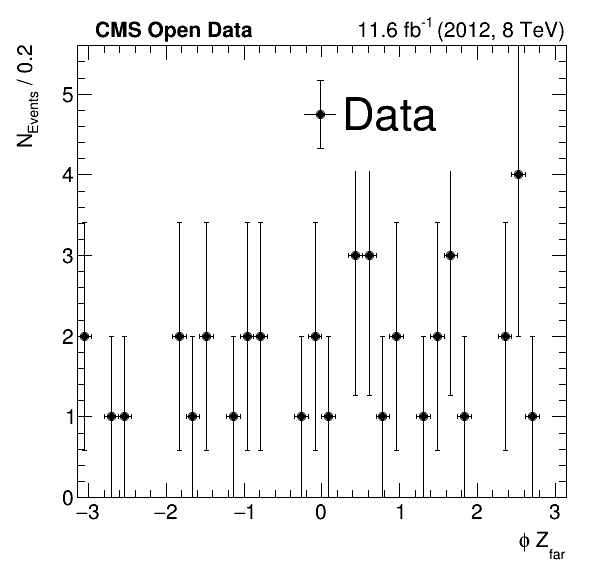 CMS Open Data 11.6 fb-1 (2012, 8 TeV)
NEvents / 0.2
Data
5
4
3
2
1
0
−3 −2 −1 0 1 2 3
ϕ Zfar